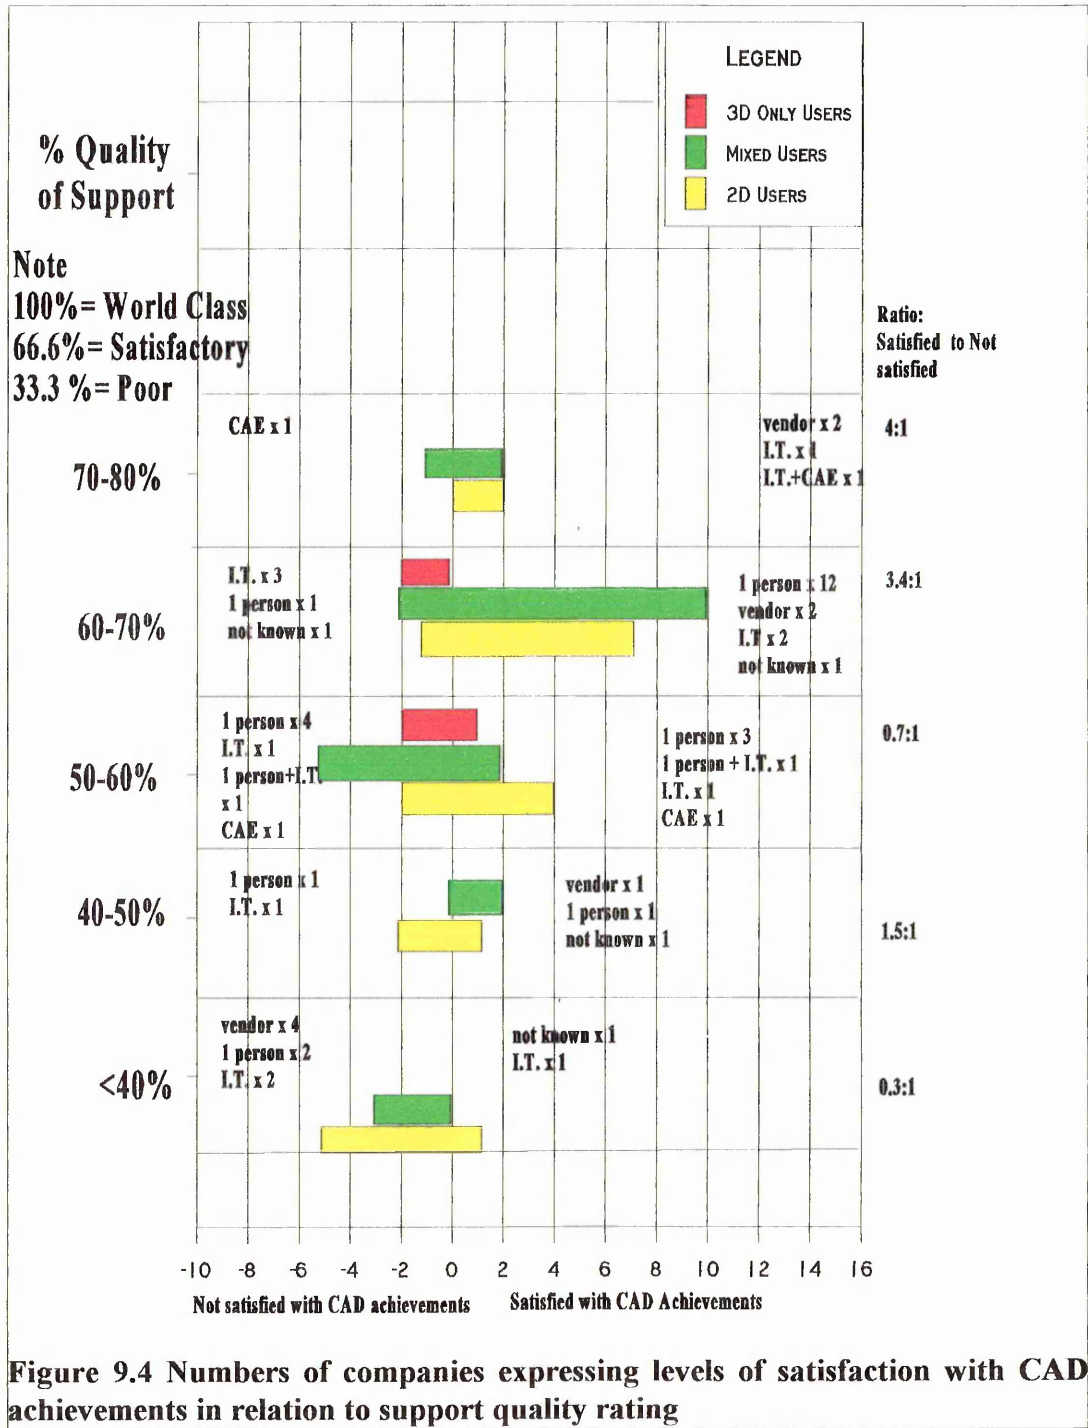 LEGEND
3D ONLY USERS
MIXED USERS
2D USERS
% Quality
of Support
Note
100%= World Class
66.6%= Satisfactory
33.3 %= Poor
Ratio:
Satisfied to Not
satisfied
70-80%
CAE x 1
vendor x 2
I.T. x 1
I.T.+CAE x 1
4:1
60-70%
I.T. x 3
1 person x 1
not known x 1
1 person x 12
vendor x 2
I.T x 2
not known x 1
3.4:1
50-60%
1 person x 4
I.T. x 1
1 person+I.T.
x 1
CAE x 1
1 person x 3
1 person + I.T. x 1
I.T. x 1
CAE x 1
0.7:1
40-50%
1 person x 1
I.T. x 1
vendor x 1
1 person x 1
not known x 1
1.5:1
<40%
vendor x 4
1 person x 2
I.T. x 2
not known x 1
I.T. x 1
0.3:1
-10 -8 -6 -4 -2 0 2 4 6 8 10 12 14 16
Not satisfied with CAD achievements Satisfied with CAD Achievements
Figure 9.4 Numbers of companies expressing levels of satisfaction with CAD
achievements in relation to support quality rating